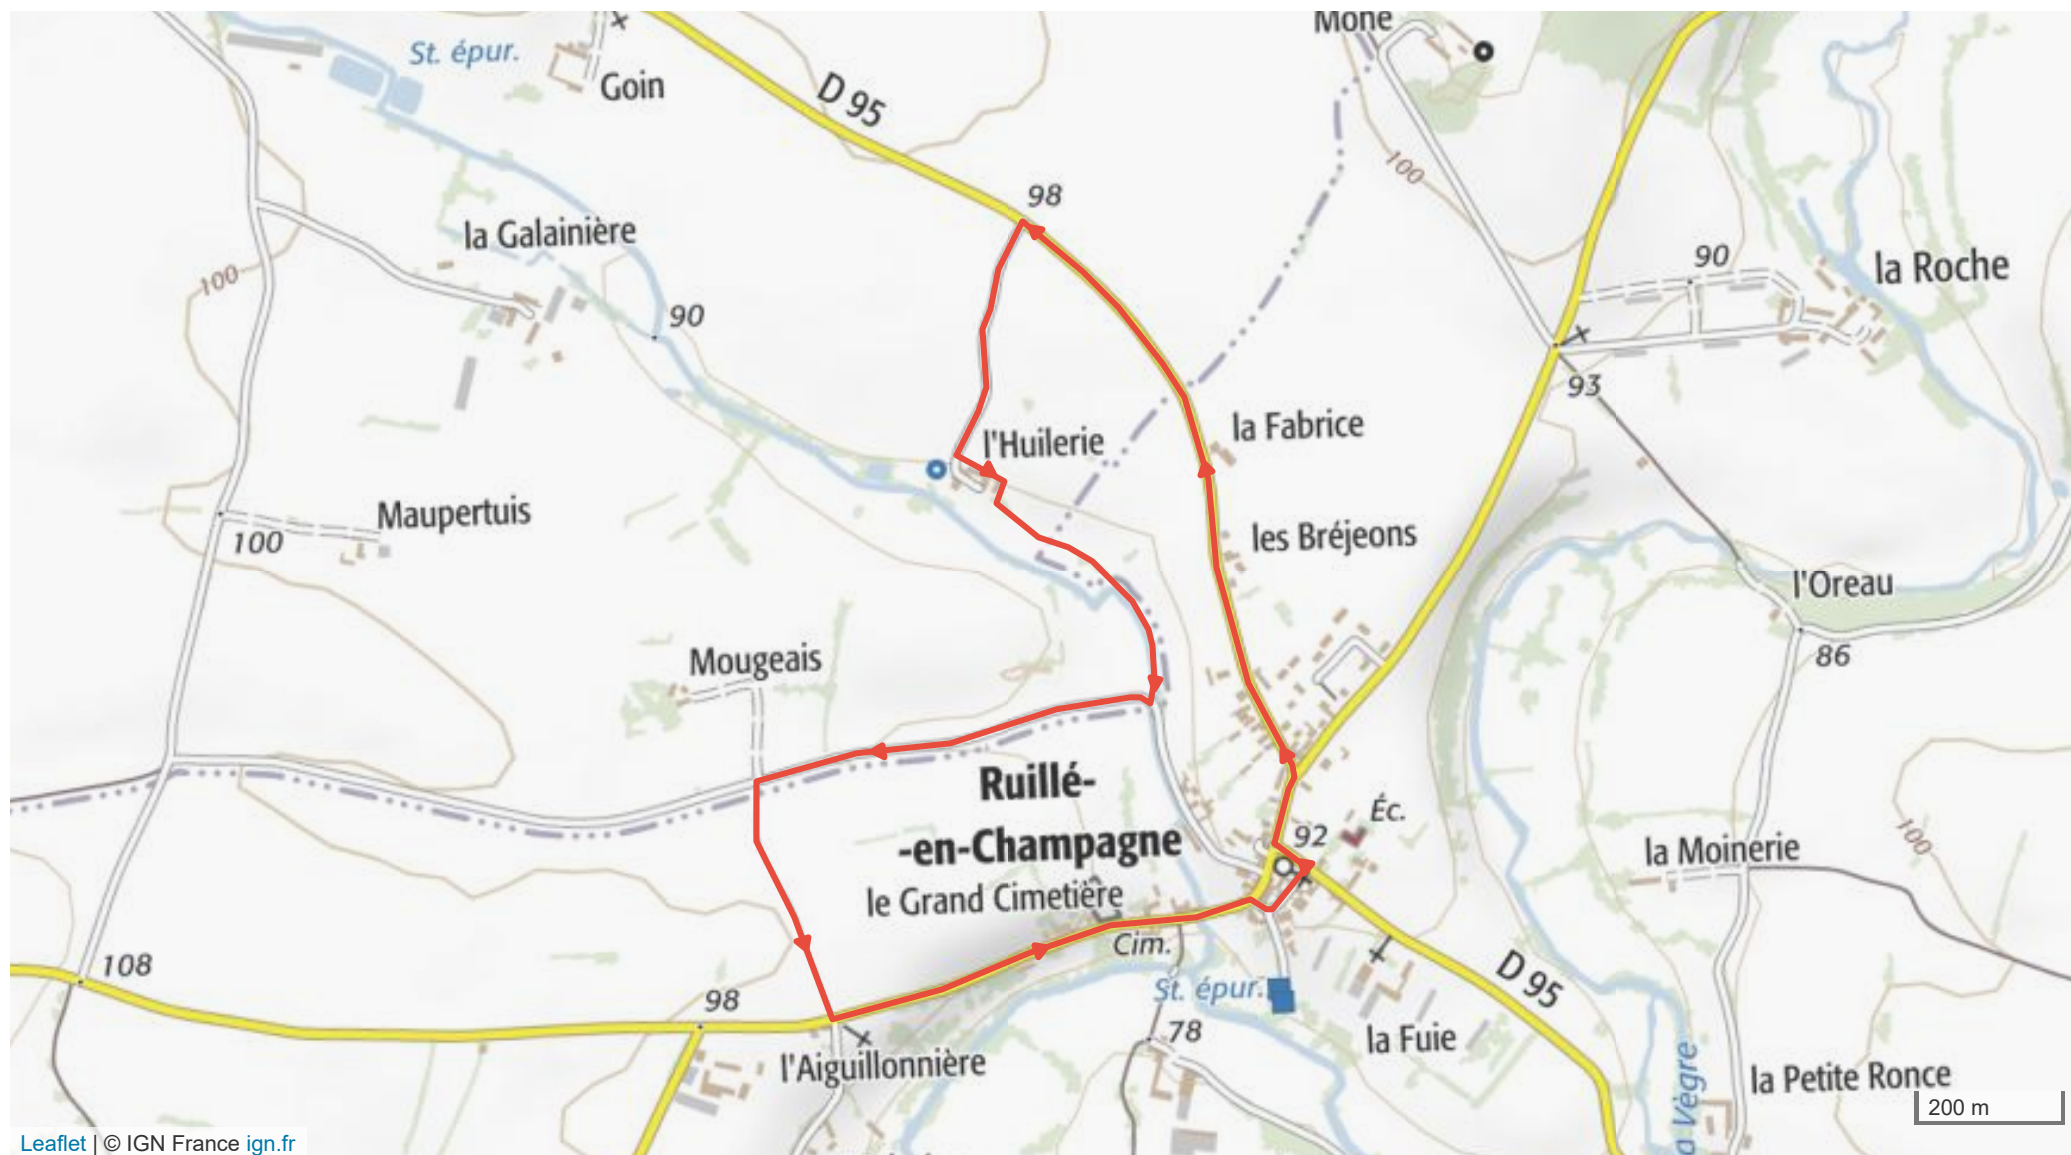 Mone
St. épur.
Goin
D 95
98
100
la Galainière
90
la Roche
100
90
93
l'Huilerie
la Fabrice
Maupertuis
100
les Bréjeons
l'Oreau
86
Mougeais
Ruillé-
-en-Champagne
le Grand Cimetière
92
Éc.
la Moinerie
100
108
Cim.
98
St. épur.
D 95
78
la Fuie
l'Aiguillonnière
la Vègre
la Petite Ronce
200 m
Leaflet | © IGN France ign.fr